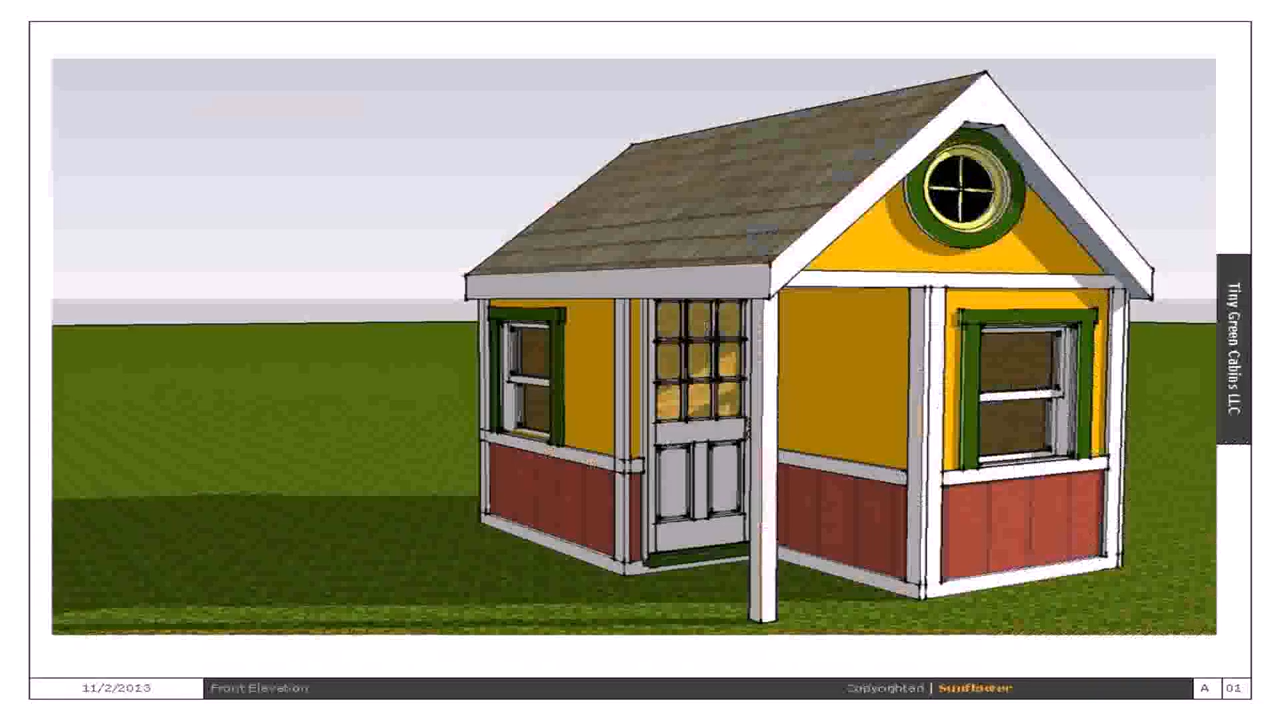 Tiny Green Cabins LLC
11/2/2013 Front Elevation Copyrighted | Sunflower A 01